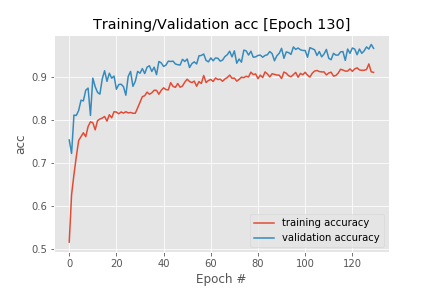 Training/Validation acc [Epoch 130]
acc
0.9
0.8
0.7
0.6
0.5
training accuracy
validation accuracy
0 20 40 60 80 100 120
Epoch #